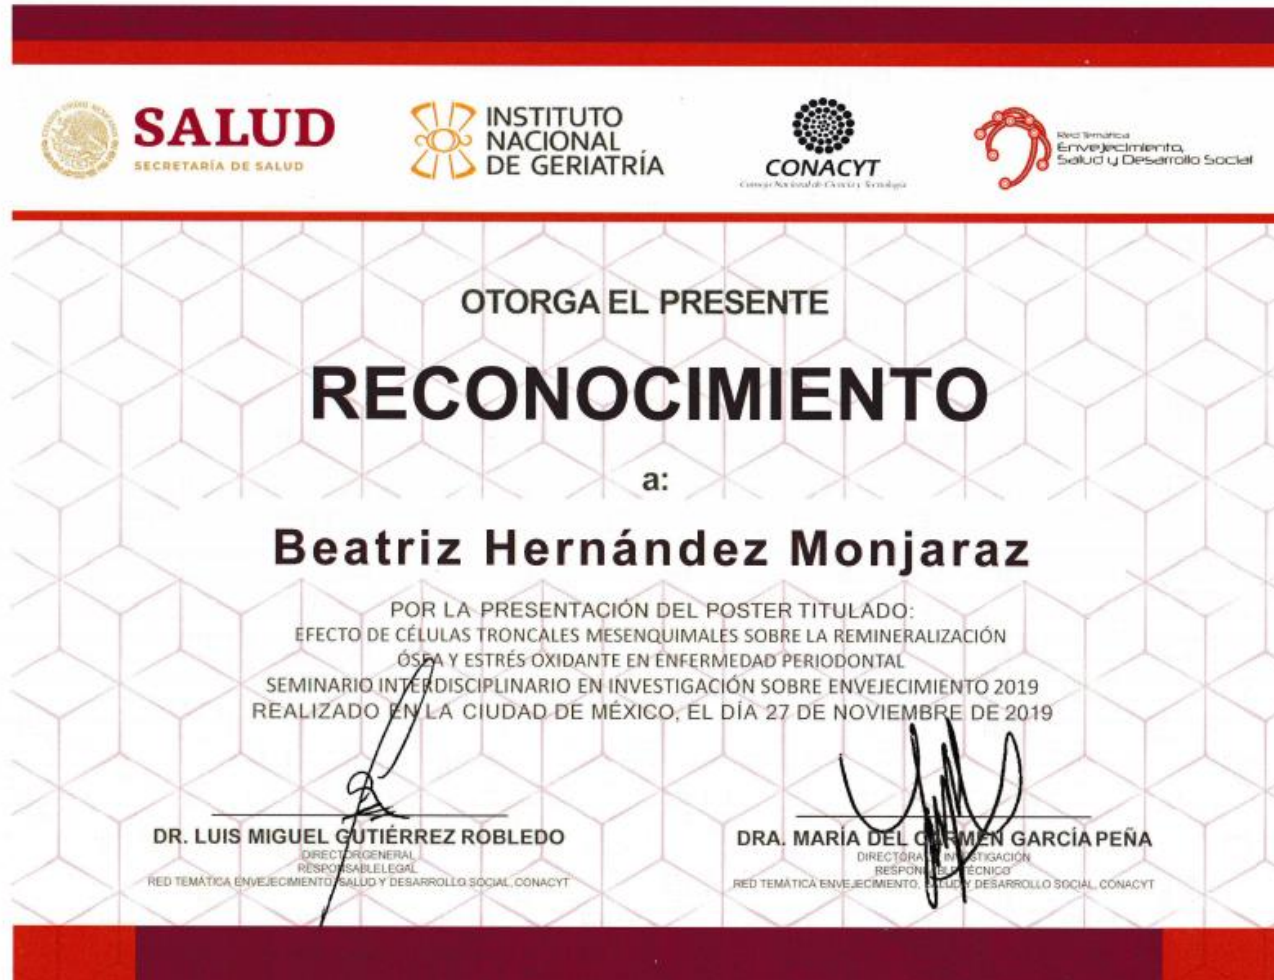 SALUD
SECRETARÍA DE SALUD
INSTITUTO
NACIONAL
DE GERIATRÍA
CONACYT
Consejo Nacional de Ciencia y Tecnología
Red Temática
Envejecimiento,
Salud y Desarrollo Social
OTORGA EL PRESENTE
RECONOCIMIENTO
a:
Beatriz Hernández Monjaraz
POR LA PRESENTACIÓN DEL POSTER TITULADO:
EFECTO DE CÉLULAS TRONCALES MESENQUIMALES SOBRE LA REMINERALIZACIÓN
ÓSEA Y ESTRÉS OXIDANTE EN ENFERMEDAD PERIODONTAL
SEMINARIO INTERDISCIPLINARIO EN INVESTIGACIÓN SOBRE ENVEJECIMIENTO 2019
REALIZADO EN LA CIUDAD DE MÉXICO, EL DÍA 27 DE NOVIEMBRE DE 2019
DR. LUIS MIGUEL GUTIÉRREZ ROBLEDO
DIRECTOR GENERAL
RESPONSABLE LEGAL
RED TEMÁTICA ENVEJECIMIENTO, SALUD Y DESARROLLO SOCIAL, CONACYT
DRA. MARÍA DEL CARMEN GARCÍA PEÑA
DIRECTORA INVESTIGACIÓN
RESPONSABLE TÉCNICO
RED TEMÁTICA ENVEJECIMIENTO, SALUD Y DESARROLLO SOCIAL, CONACYT